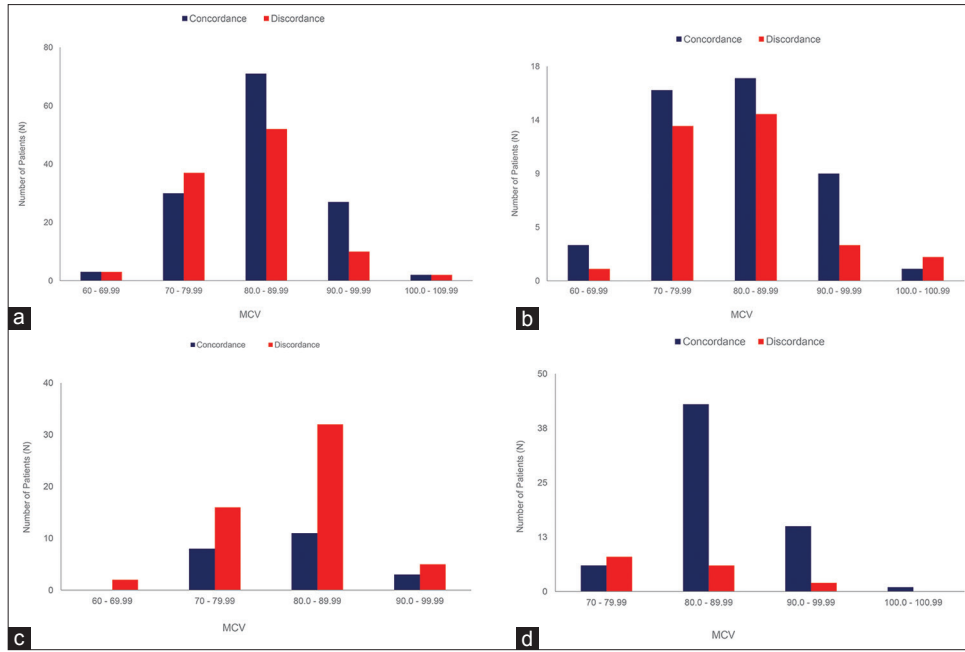 Concordance Discordance
80
60
40
20
0
Number of Patients (N)
60 - 69.99 70 - 79.99 80.0 - 89.99 90.0 - 99.99 100.0 - 109.99
MCV
a
Concordance Discordance
18
14
9
5
0
Number of Patients (N)
60 - 69.99 70 - 79.99 80.0 - 89.99 90.0 - 99.99 100.0 - 100.99
MCV
b
Concordance Discordance
40
30
20
10
0
Number of Patients (N)
60 - 69.99 70 - 79.99 80.0 - 89.99 90.0 - 99.99
MCV
c
Concordance Discordance
50
38
25
13
0
Number of Patients (N)
70 - 79.99 80.0 - 89.99 90.0 - 99.99 100.0 - 100.99
MCV
d